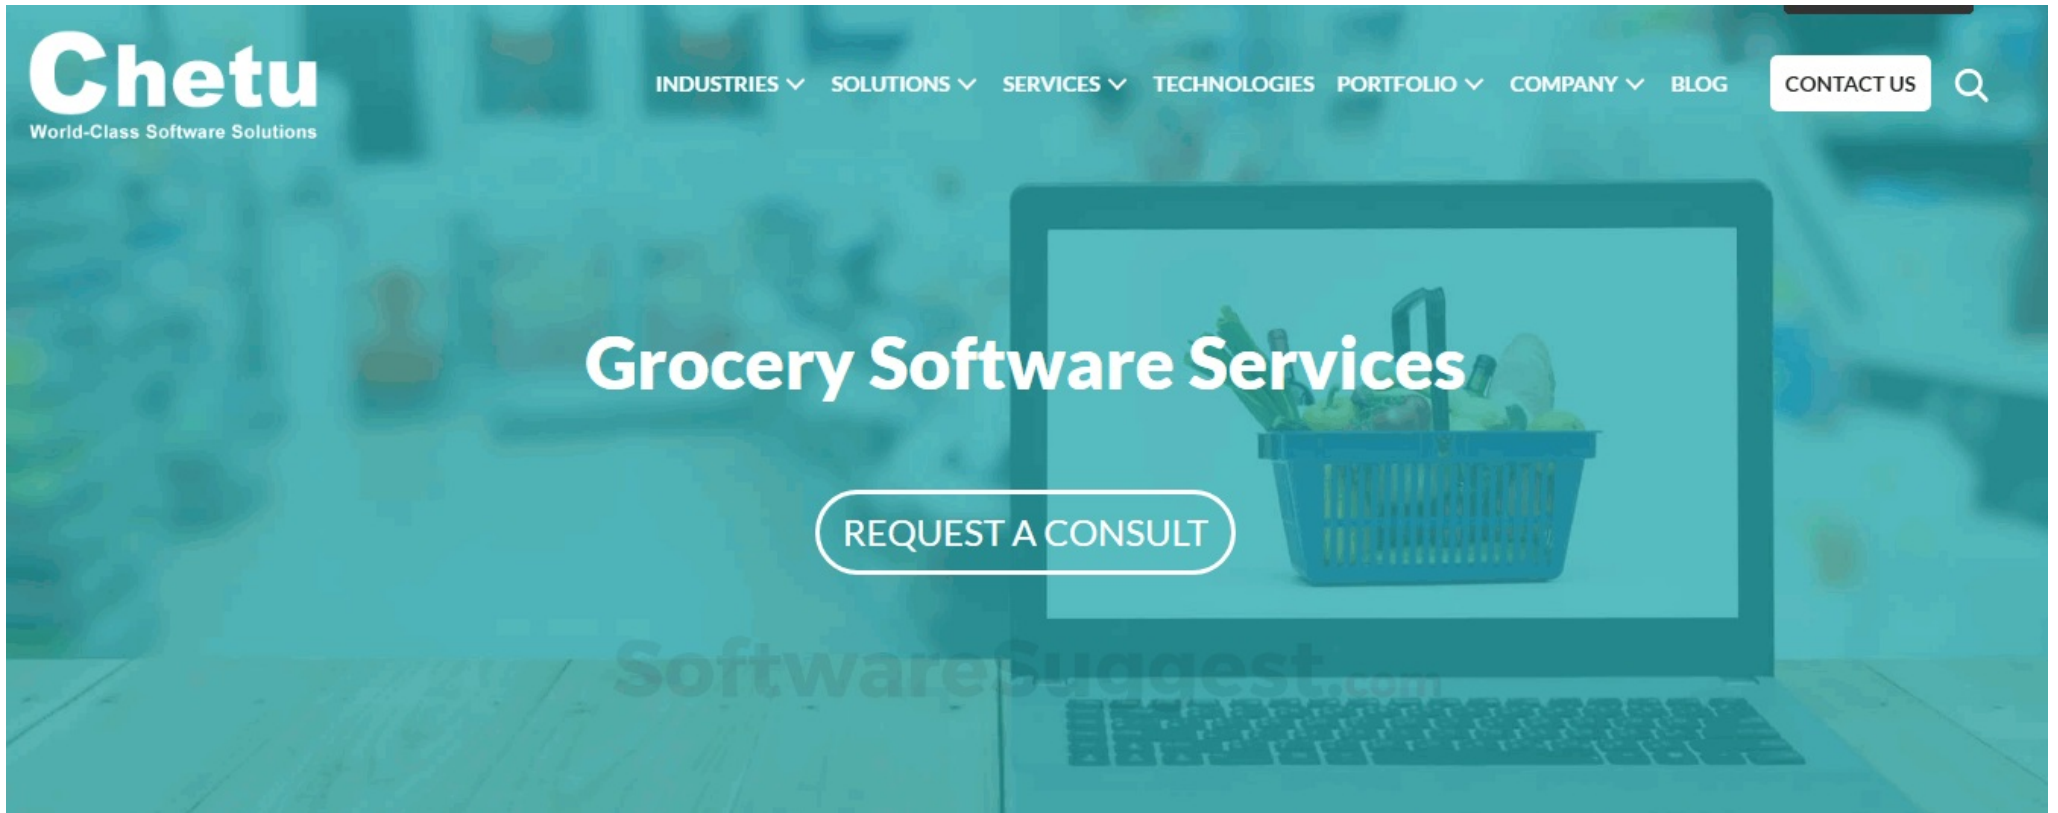 Chetu
World-Class Software Solutions
INDUSTRIES SOLUTIONS SERVICES TECHNOLOGIES PORTFOLIO COMPANY BLOG CONTACT US
Grocery Software Services
REQUEST A CONSULT
SoftwareSuggest.com